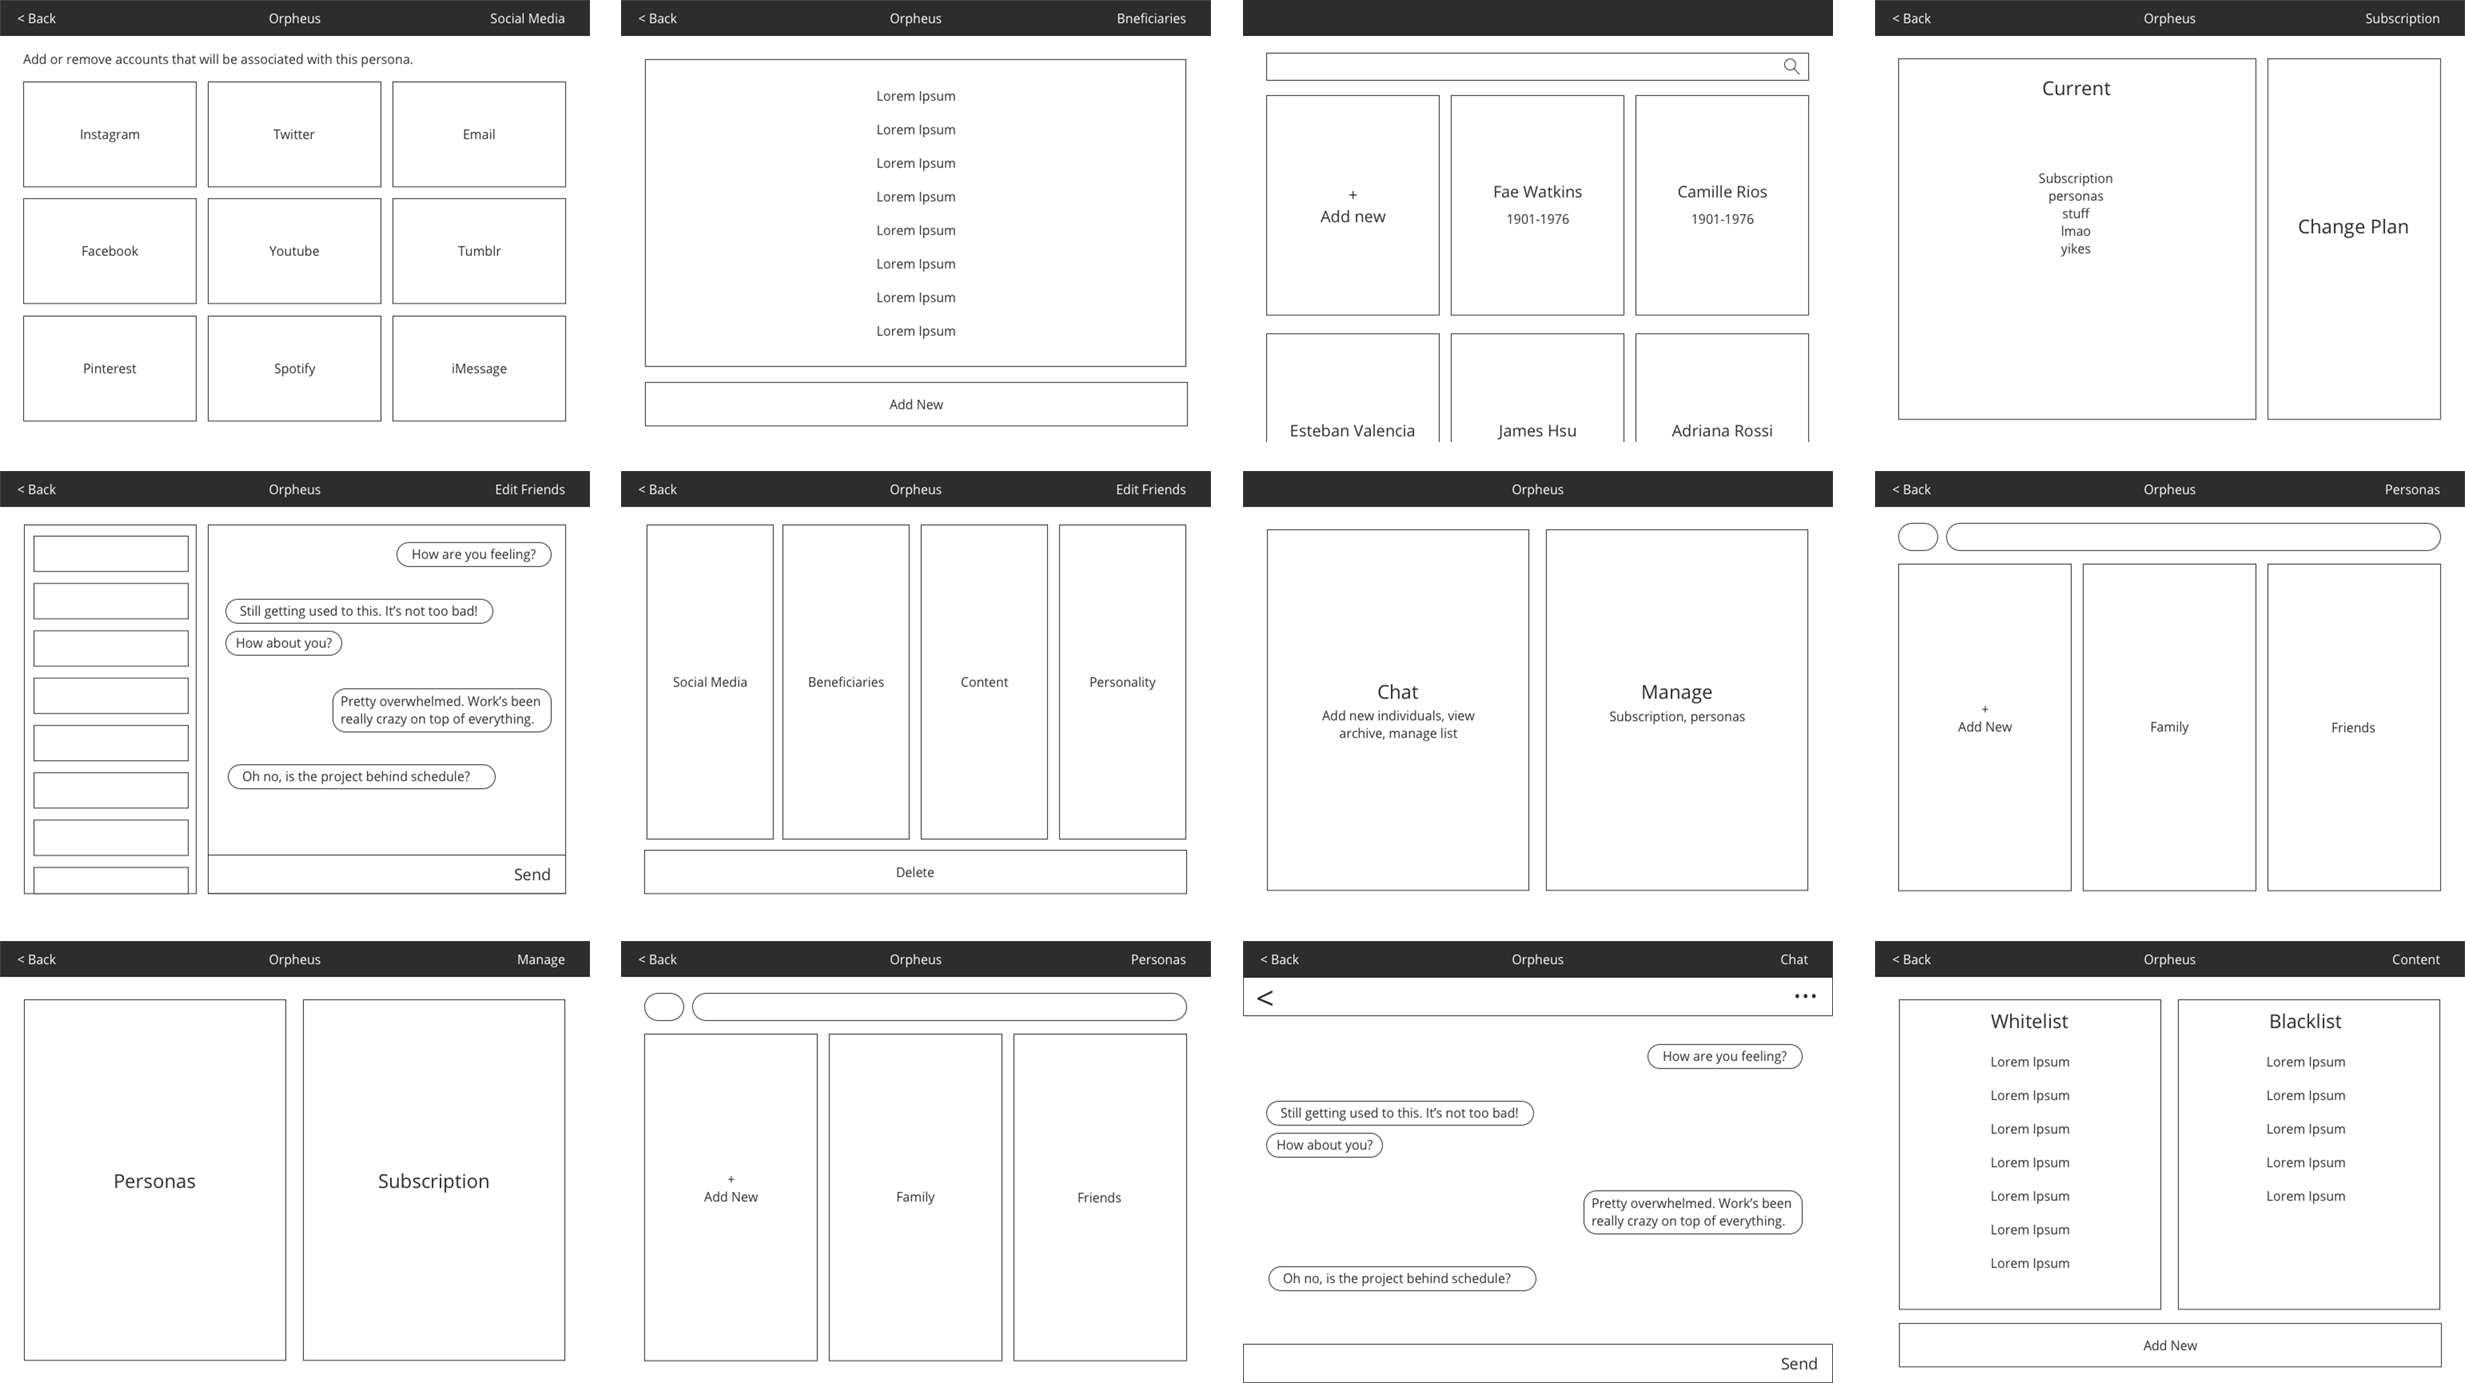 < Back Orpheus Social Media
Add or remove accounts that will be associated with this persona.
Instagram Twitter Email
Facebook Youtube Tumblr
Pinterest Spotify iMessage
< Back Orpheus Bneficiaries
Lorem Ipsum
Lorem Ipsum
Lorem Ipsum
Lorem Ipsum
Lorem Ipsum
Lorem Ipsum
Lorem Ipsum
Lorem Ipsum
Add New
+
Add new
Fae Watkins
1901-1976
Camille Rios
1901-1976
Esteban Valencia James Hsu Adriana Rossi
< Back Orpheus Subscription
Current
Subscription
personas
stuff
lmao
yikes
Change Plan
< Back Orpheus Edit Friends
How are you feeling?
Still getting used to this. It's not too bad!
How about you?
Pretty overwhelmed. Work's been
really crazy on top of everything.
Oh no, is the project behind schedule?
Send
< Back Orpheus Edit Friends
Social Media Beneficiaries Content Personality
Delete
Orpheus
Chat
Add new individuals, view
archive, manage list
Manage
Subscription, personas
< Back Orpheus Personas
+
Add New Family Friends
< Back Orpheus Manage
Personas Subscription
< Back Orpheus Personas
+
Add New Family Friends
< Back Orpheus Chat
< ...
How are you feeling?
Still getting used to this. It's not too bad!
How about you?
Pretty overwhelmed. Work's been
really crazy on top of everything.
Oh no, is the project behind schedule?
Send
< Back Orpheus Content
Whitelist
Lorem Ipsum
Lorem Ipsum
Lorem Ipsum
Lorem Ipsum
Lorem Ipsum
Lorem Ipsum
Lorem Ipsum
Blacklist
Lorem Ipsum
Lorem Ipsum
Lorem Ipsum
Lorem Ipsum
Lorem Ipsum
Add New